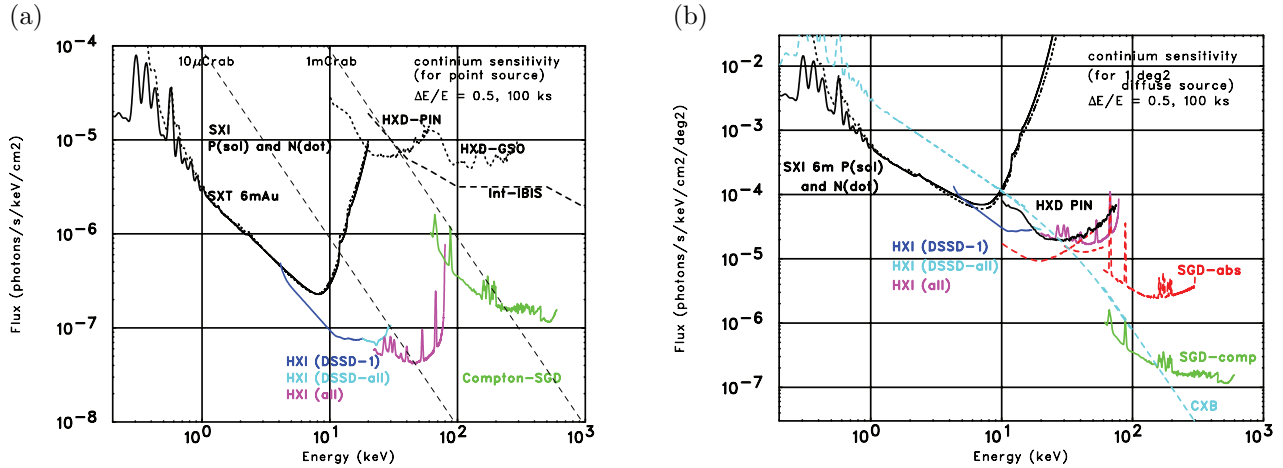 (a)
10μCrab
1mCrab
continium sensitivity
(for point source)
ΔE/E = 0.5, 100 ks
HXD-PIN
HXD-GSO
SXI
P(sol) and N(dot)
SXT 6mAu
Int-IBIS
HXI (DSSD-1)
HXI (DSSD-all)
HXI (all)
Compton-SGD
Flux (photons/s/keV/cm2)
10^-4
10^-5
10^-6
10^-7
10^-8
10^0
10^1
10^2
10^3
Energy (keV)
(b)
continium sensitivity
(for 1 deg2
diffuse source)
ΔE/E = 0.5, 100 ks
SXI 6m P(sol)
and N(dot)
HXD PIN
HXI (DSSD-1)
HXI (DSSD-all)
HXI (all)
SGD-abs
SGD-comp
CXB
Flux (photons/s/keV/cm2/deg2)
10^-2
10^-3
10^-4
10^-5
10^-6
10^-7
10^0
10^1
10^2
10^3
Energy (keV)